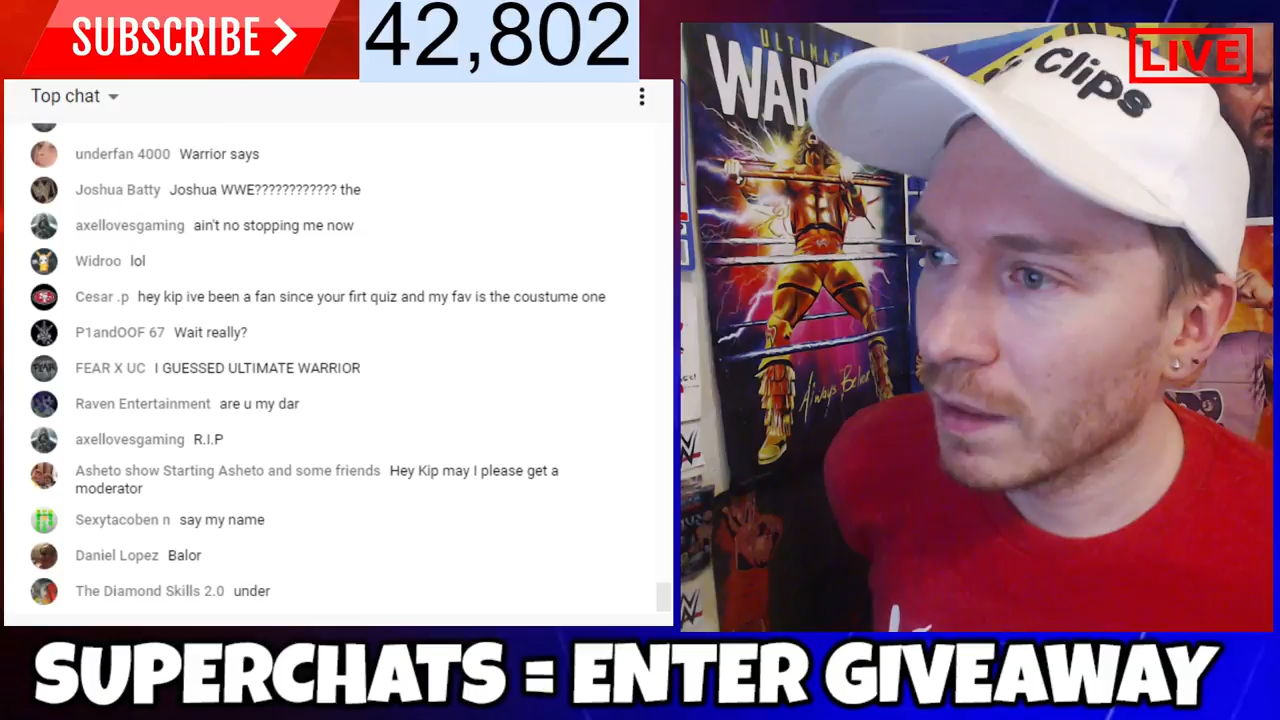 SUBSCRIBE
42,802
LIVE
Top chat
underfan 4000 Warrior says
Joshua Batty Joshua WWE???????????? the
axellovesgaming ain't no stopping me now
Widroo lol
Cesar .p hey kip ive been a fan since your firt quiz and my fav is the coustume one
P1andOOF 67 Wait really?
FEAR X UC I GUESSED ULTIMATE WARRIOR
Raven Entertainment are u my dar
axellovesgaming R.I.P
Asheto show Starting Asheto and some friends Hey Kip may I please get a
moderator
Sexytacoben n say my name
Daniel Lopez Balor
The Diamond Skills 2.0 under
Clips
Always
SUPERCHATS = ENTER GIVEAWAY